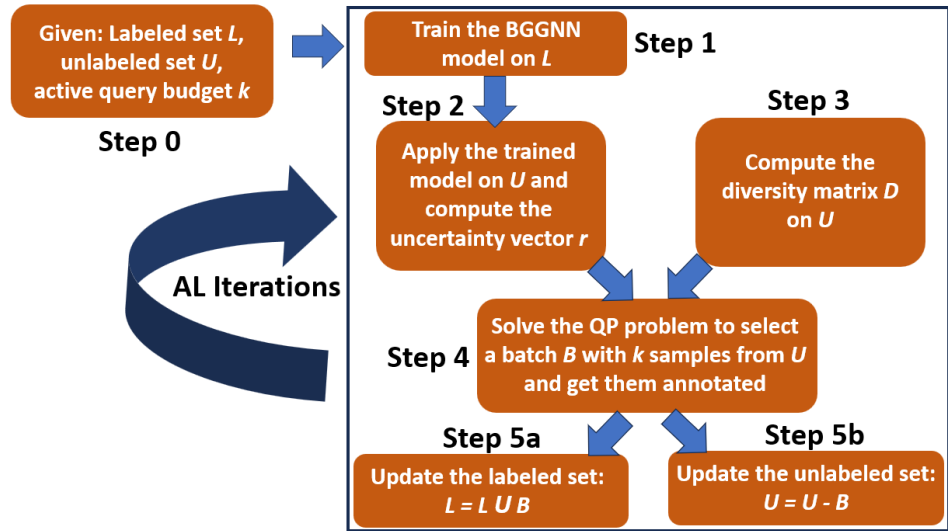 Given: Labeled set L,
unlabeled set U,
active query budget k
Step 0
Train the BGGNN
model on L
Step 1
Step 2
Apply the trained
model on U and
compute the
uncertainty vector r
Step 3
Compute the
diversity matrix D
on U
AL Iterations
Step 4
Solve the QP problem to select
a batch B with k samples from U
and get them annotated
Step 5a
Update the labeled set:
L = L U B
Step 5b
Update the unlabeled set:
U = U - B